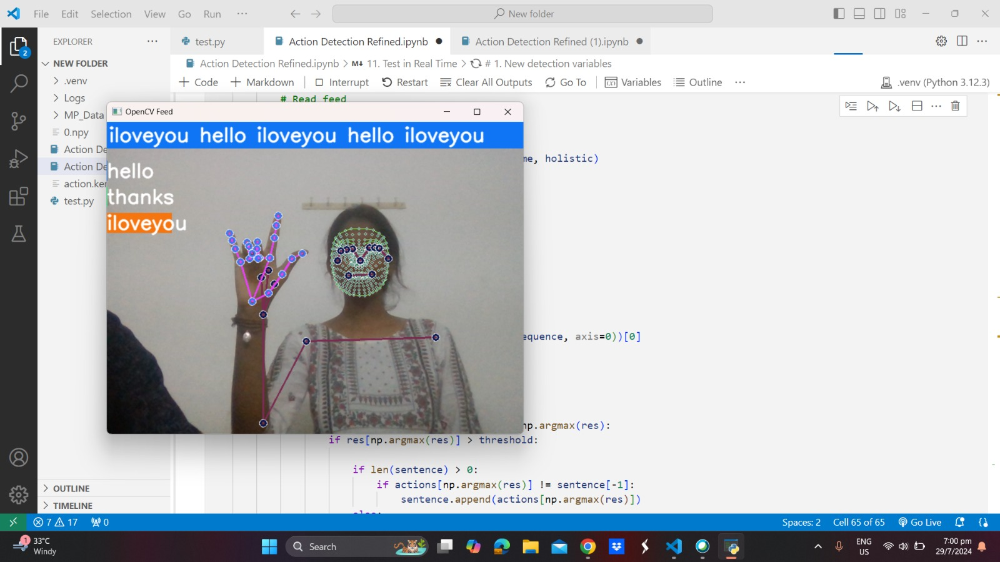 File Edit Selection View Go Run ···
New folder
EXPLORER ···
test.py
Action Detection Refined.ipynb
Action Detection Refined (1).ipynb
NEW FOLDER
Action Detection Refined.ipynb > M↓ 11. Test in Real Time > # 1. New detection variables
+ Code + Markdown Interrupt Restart Clear All Outputs Go To Variables Outline ···
.venv (Python 3.12.3)
2
> .venv
> Logs
> MP_Data
0.npy
Action De
Action De
action.ker
test.py
# Read feed
OpenCV Feed
iloveyou hello iloveyou hello iloveyou
hello
thanks
iloveyou
me, holistic)
equence, axis=0))[0]
np.argmax(res):
if res[np.argmax(res)] > threshold:
if len(sentence) > 0:
if actions[np.argmax(res)] != sentence[-1]:
sentence.append(actions[np.argmax(res)])
else:
> OUTLINE
> TIMELINE
7 17 0
Spaces: 2 Cell 65 of 65 Go Live
1
33°C
Windy
Search
ENG
US
7:00 pm
29/7/2024